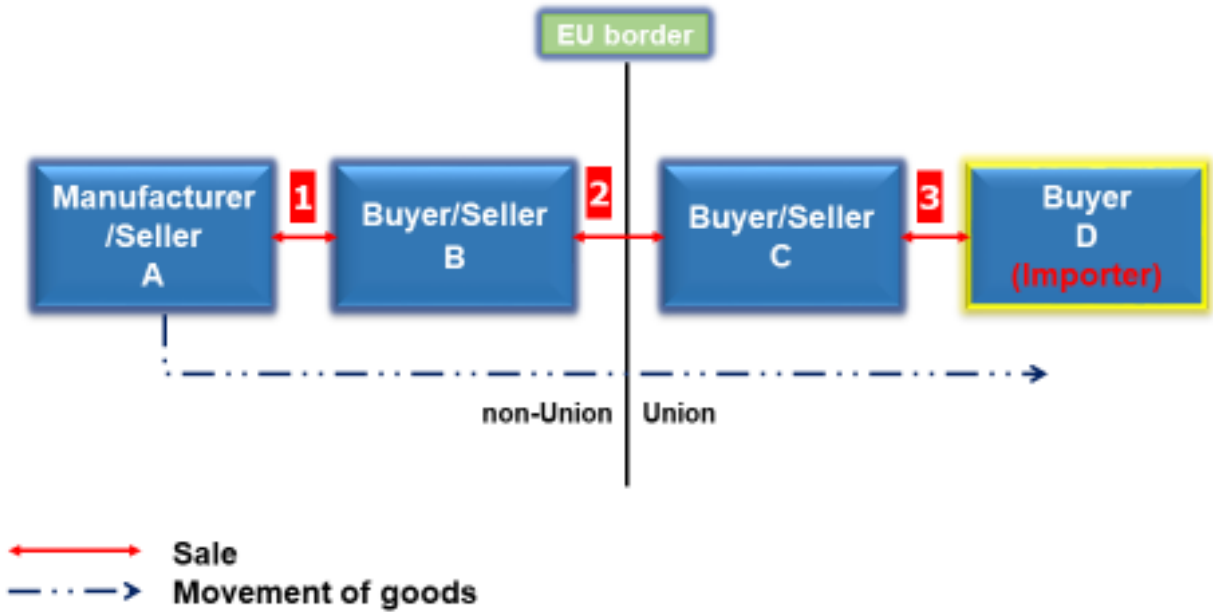 EU border
Manufacturer
/Seller
A
1
Buyer/Seller
B
2
Buyer/Seller
C
3
Buyer
D
(Importer)
non-Union
Union
Sale
Movement of goods